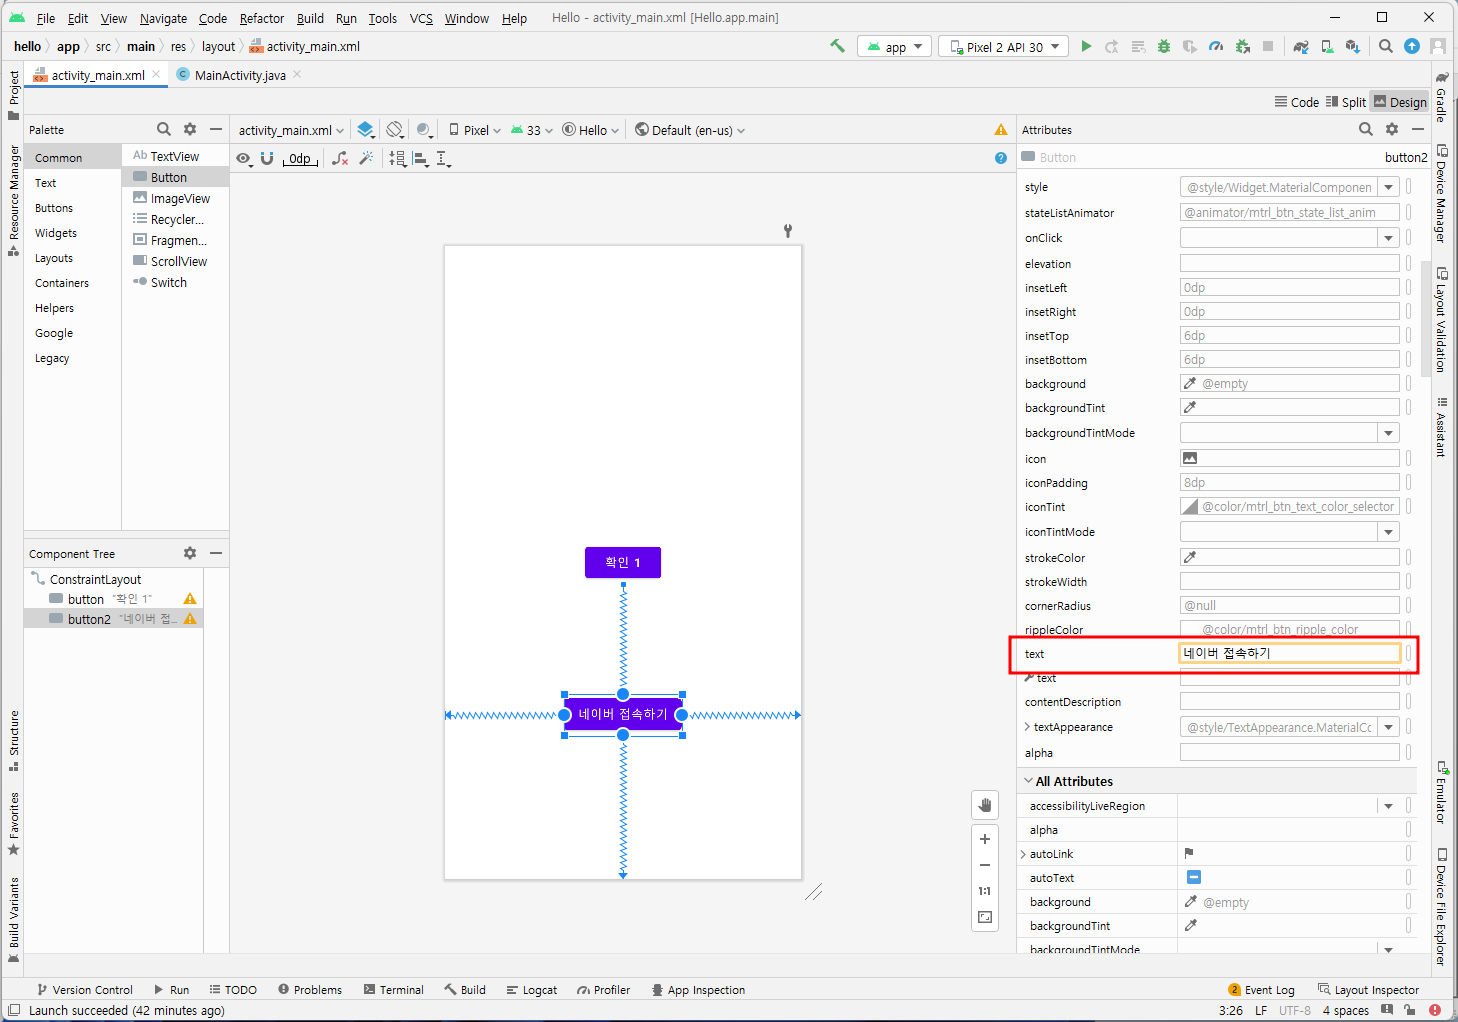 File Edit View Navigate Code Refactor Build Run Tools VCS Window Help Hello - activity_main.xml [Hello.app.main]
hello app src main res layout activity_main.xml app Pixel 2 API 30
activity_main.xml MainActivity.java
Code Split Design
Palette
Common
Text
Buttons
Widgets
Layouts
Containers
Helpers
Google
Legacy
Ab TextView
Button
ImageView
Recycler...
Fragmen...
ScrollView
Switch
activity_main.xml Pixel 33 Hello Default (en-us)
0dp
확인 1
네이버 접속하기
1:1
Component Tree
ConstraintLayout
button "확인 1"
button2 "네이버 접...
Attributes
Button button2
style @style/Widget.MaterialComponen
stateListAnimator @animator/mtrl_btn_state_list_anim
onClick
elevation
insetLeft 0dp
insetRight 0dp
insetTop 6dp
insetBottom 6dp
background @empty
backgroundTint
backgroundTintMode
icon
iconPadding 8dp
iconTint @color/mtrl_btn_text_color_selector
iconTintMode
strokeColor
strokeWidth
cornerRadius @null
rippleColor @color/mtrl_btn_ripple_color
text 네이버 접속하기
text
contentDescription
textAppearance @style/TextAppearance.MaterialCc
alpha
All Attributes
accessibilityLiveRegion
alpha
autoLink
autoText
background @empty
backgroundTint
backgroundTintMode
Project
Resource Manager
Structure
Favorites
Build Variants
Gradle
Device Manager
Layout Validation
Assistant
Emulator
Device File Explorer
Version Control Run TODO Problems Terminal Build Logcat Profiler App Inspection 2 Event Log Layout Inspector
Launch succeeded (42 minutes ago) 3:26 LF UTF-8 4 spaces